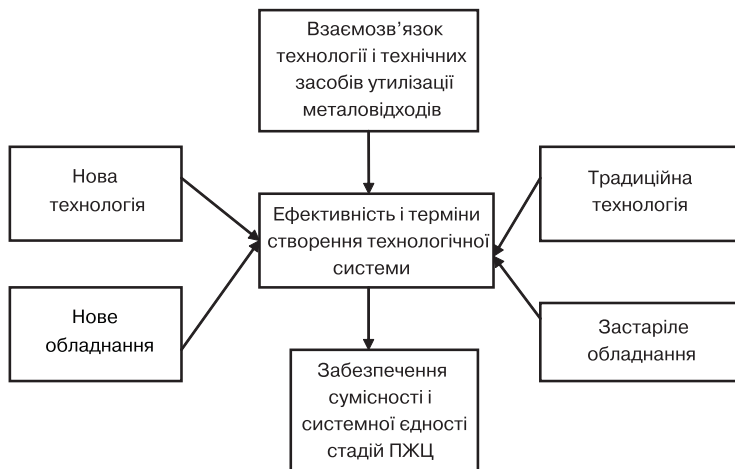 Взаємозв’язок
технології і технічних
засобів утилізації
металовідходів
Нова
технологія
Традиційна
технологія
Ефективність і терміни
створення технологічної
системи
Нове
обладнання
Застаріле
обладнання
Забезпечення
сумісності і
системної єдності
стадій ПЖЦ